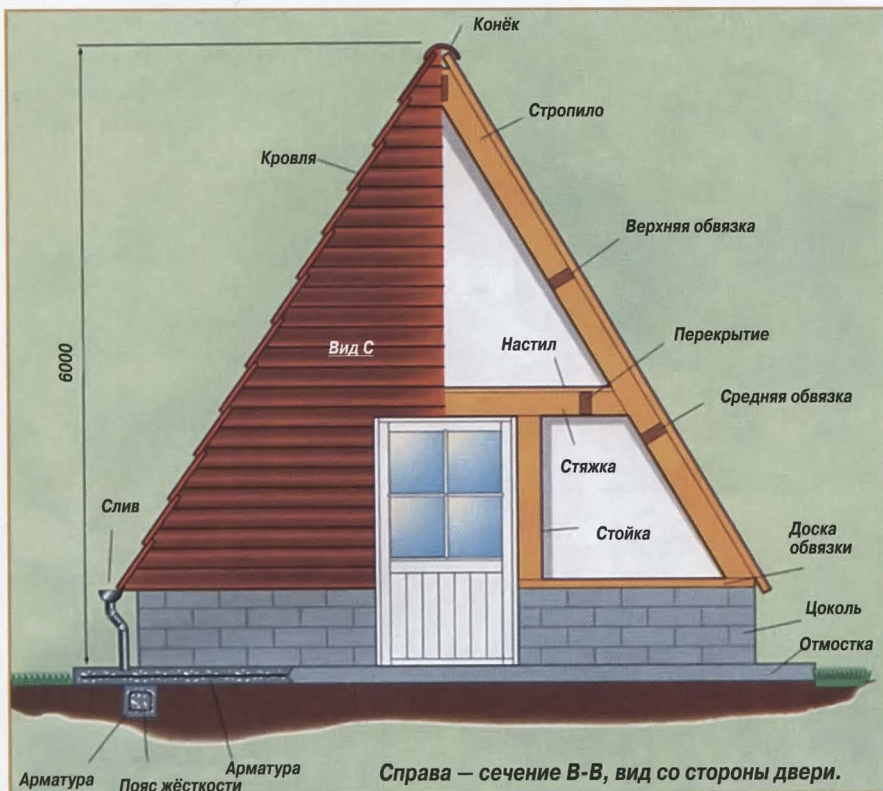 Конёк
Стропило
Кровля
Верхняя обвязка
6000
Вид С
Настил
Перекрытие
Средняя обвязка
Стяжка
Слив
Стойка
Доска
обвязки
Цоколь
Отмостка
Арматура
Пояс жёсткости
Арматура
Справа — сечение В-В, вид со стороны двери.